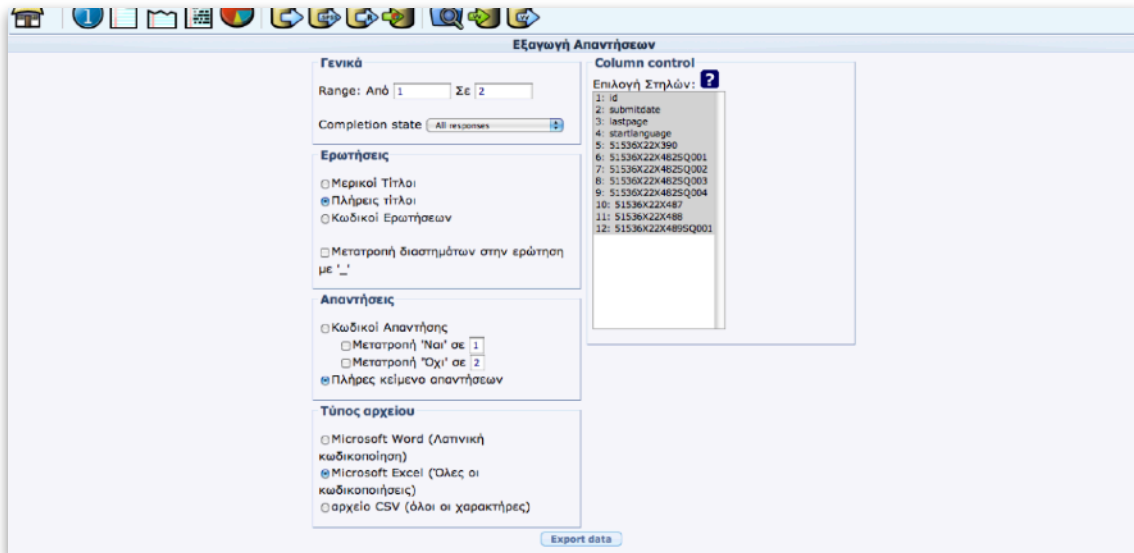 Εξαγωγή Απαντήσεων
Γενικά
Range: Από 1 Σε 2
Completion state All responses
Ερωτήσεις
Μερικοί Τίτλοι
Πλήρεις τίτλοι
Κωδικοί Ερωτήσεων
Μετατροπή διαστημάτων στην ερώτηση
με '_'
Απαντήσεις
Κωδικοί Απαντήσης
Μετατροπή 'Ναι' σε 1
Μετατροπή 'Όχι' σε 2
Πλήρες κείμενο απαντήσεων
Τύπος αρχείου
Microsoft Word (Λατινική
κωδικοποίηση)
Microsoft Excel (Όλες οι
κωδικοποιήσεις)
αρχείο CSV (όλοι οι χαρακτήρες)
Column control
Επιλογή Στηλών: ?
1: id
2: submitdate
3: lastpage
4: startlanguage
5: 51536X22X390
6: 51536X22X482SQ001
7: 51536X22X482SQ002
8: 51536X22X482SQ003
9: 51536X22X482SQ004
10: 51536X22X487
11: 51536X22X488
12: 51536X22X489SQ001
Export data